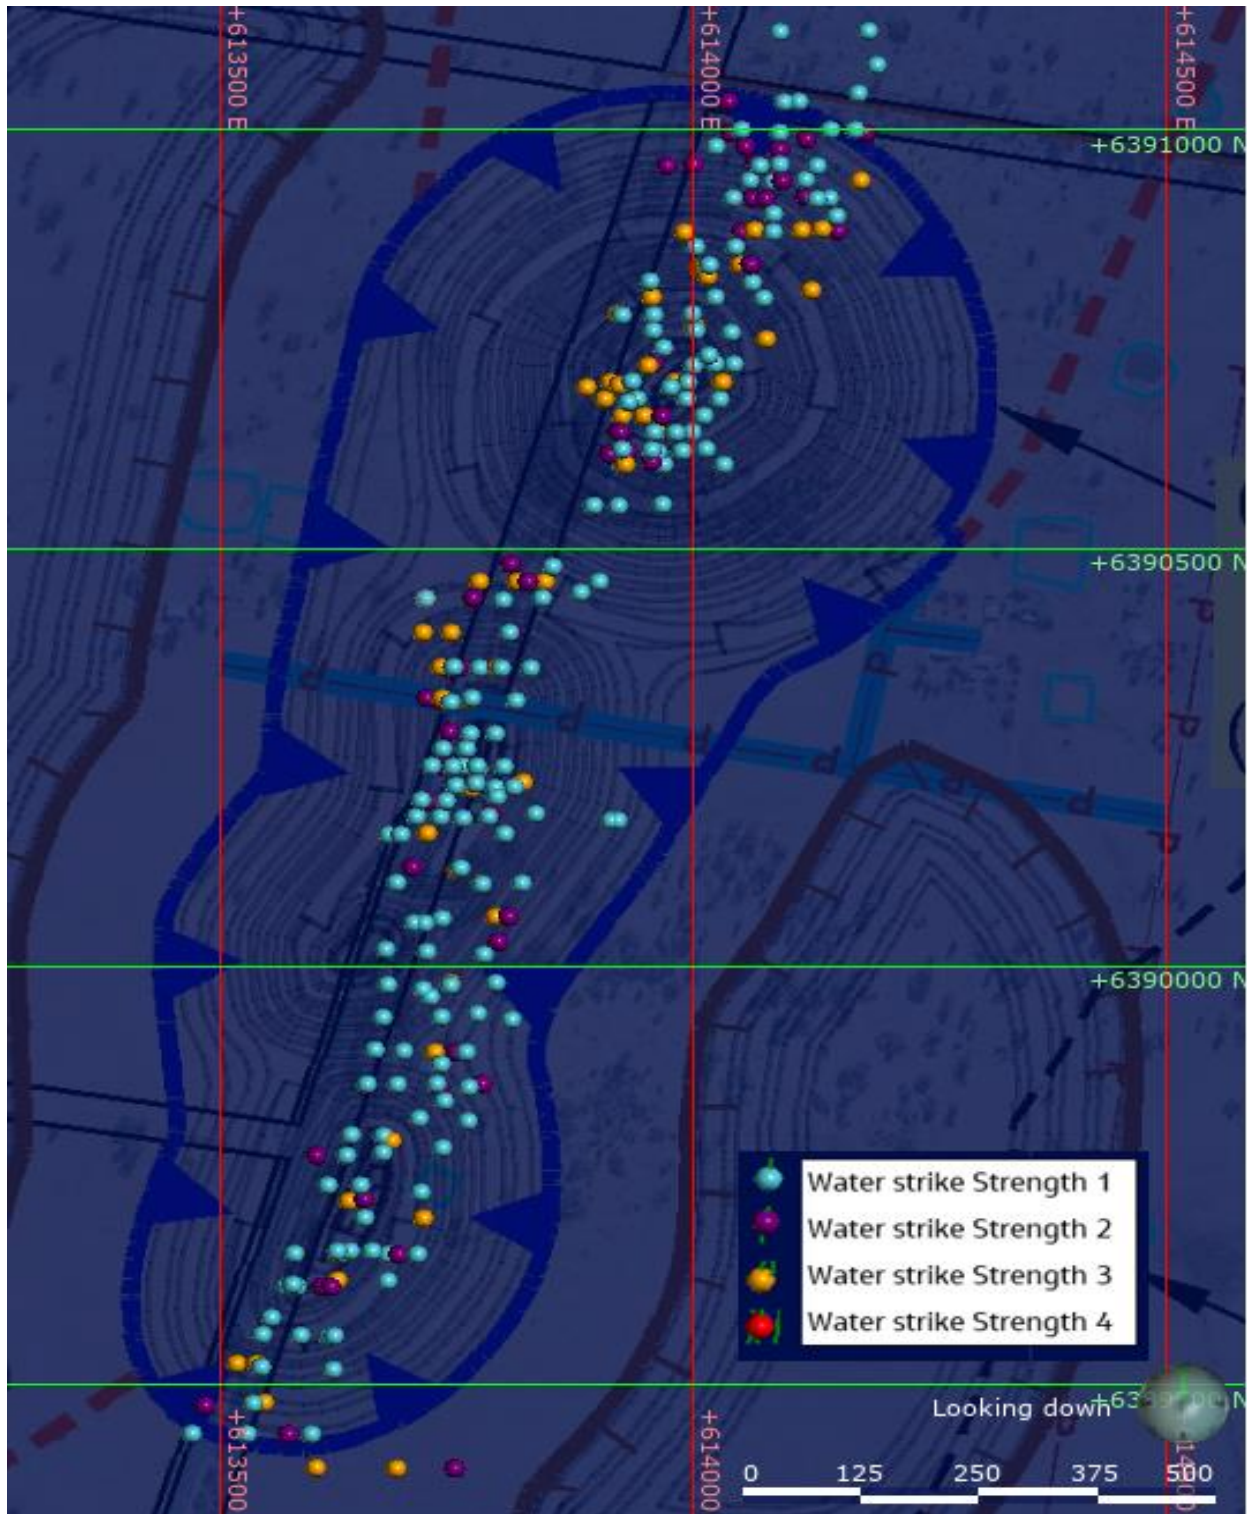 +613500 E
+614000 E
+614500 E
+6391000 N
+6390500 N
P
P
P
P
P
P
P
+6390000 N
Water strike Strength 1
Water strike Strength 2
Water strike Strength 3
Water strike Strength 4
Looking down
+613500
+614000
0 125 250 375 500